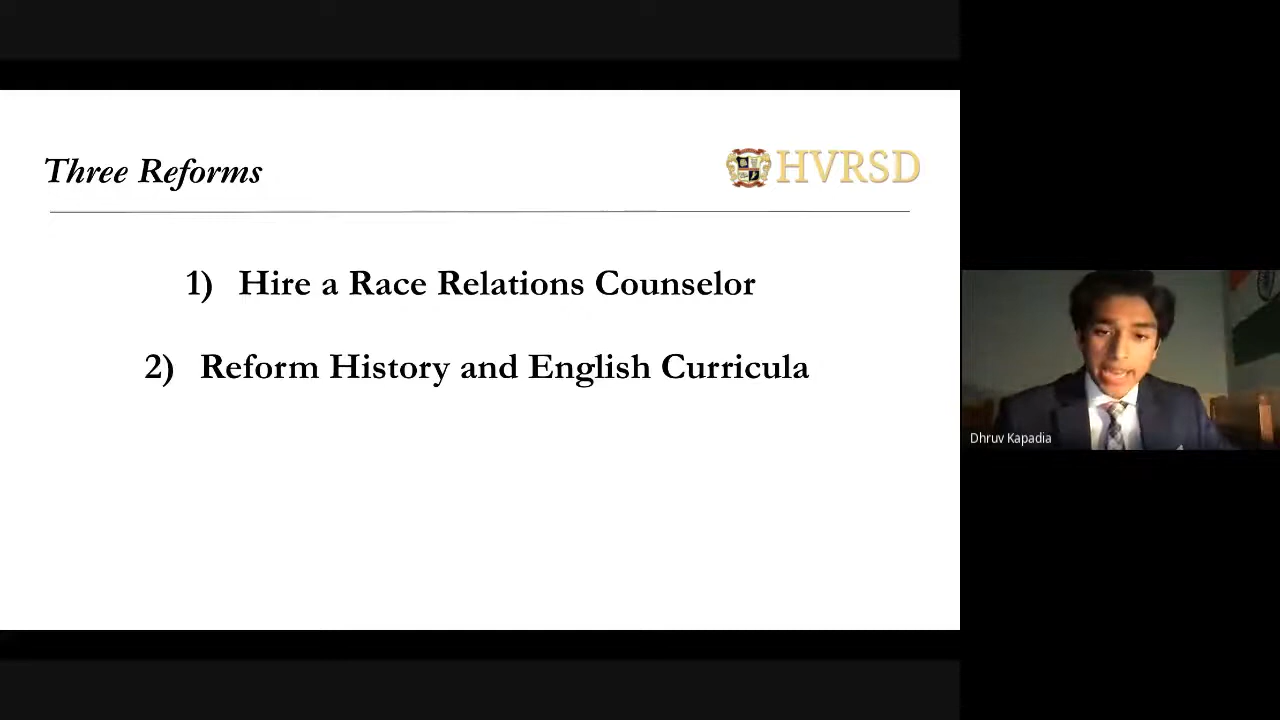 Three Reforms
HVRSD
1) Hire a Race Relations Counselor
2) Reform History and English Curricula
Dhruv Kapadia